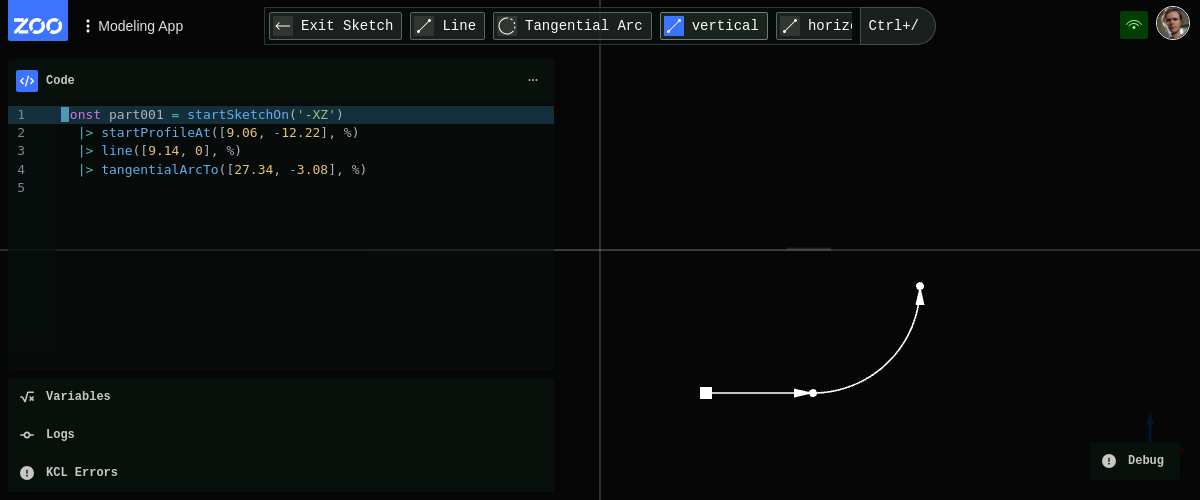 ZOO
Modeling App
Exit Sketch
Line
Tangential Arc
vertical
horiz
Ctrl+/
Code
1 onst part001 = startSketchOn('-XZ')
2 |> startProfileAt([9.06, -12.22], %)
3 |> line([9.14, 0], %)
4 |> tangentialArcTo([27.34, -3.08], %)
5
Variables
Logs
KCL Errors
Debug